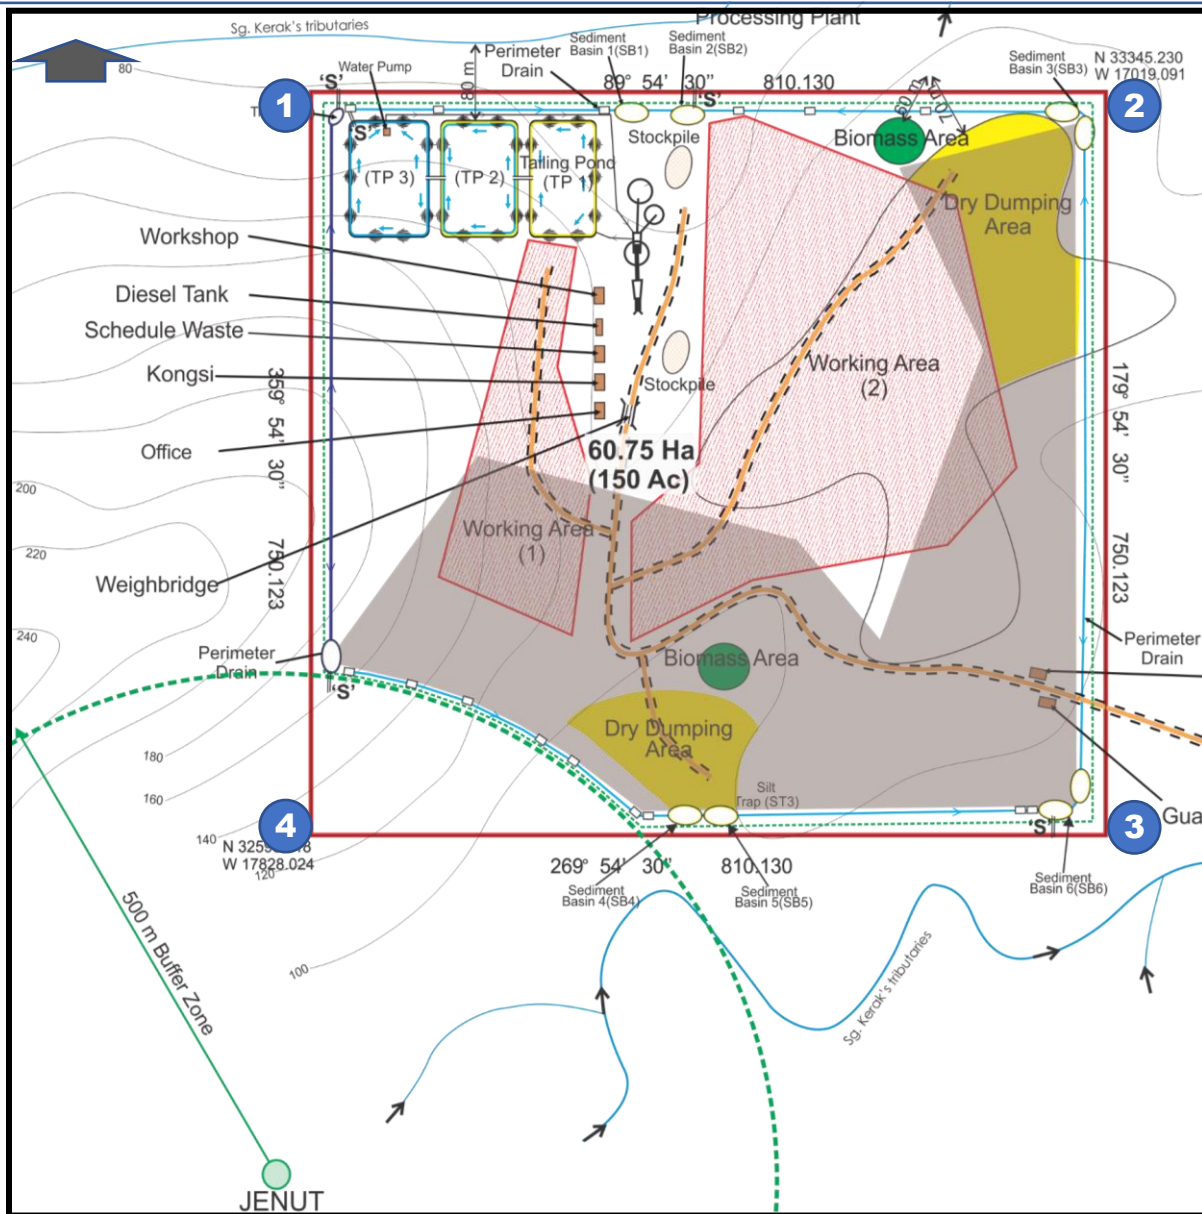 Processing Plant
Sg. Kerak's tributaries
Sediment
Basin 1(SB1)
Sediment
Basin 2(SB2)
Perimeter
Drain
Sediment
Basin 3(SB3)
N 33345.230
W 17019.091
80
Water Pump
80 m
'S'
89° 54' 30"
810.130
'S'
60 m
70 m
1
2
'S'
Stockpile
Biomass Area
(TP 3)
(TP 2)
Tailing Pond
(TP 1)
Dry Dumping
Area
Workshop
Diesel Tank
Schedule Waste
Kongsi
Office
Stockpile
Working Area
(2)
359° 54' 30"
750.123
179° 54' 30"
750.123
60.75 Ha
(150 Ac)
200
220
240
Working Area
(1)
Weighbridge
Perimeter
Drain
'S'
Biomass Area
Perimeter
Drain
Dry Dumping
Area
180
160
140
120
100
Silt
Trap (ST3)
4
3
'S'
Gua
W 17828.024
269° 54' 30"
810.130
Sediment
Basin 4(SB4)
Sediment
Basin 5(SB5)
Sediment
Basin 6(SB6)
500 m Buffer Zone
Sg. Kerak's tributaries
JENUT